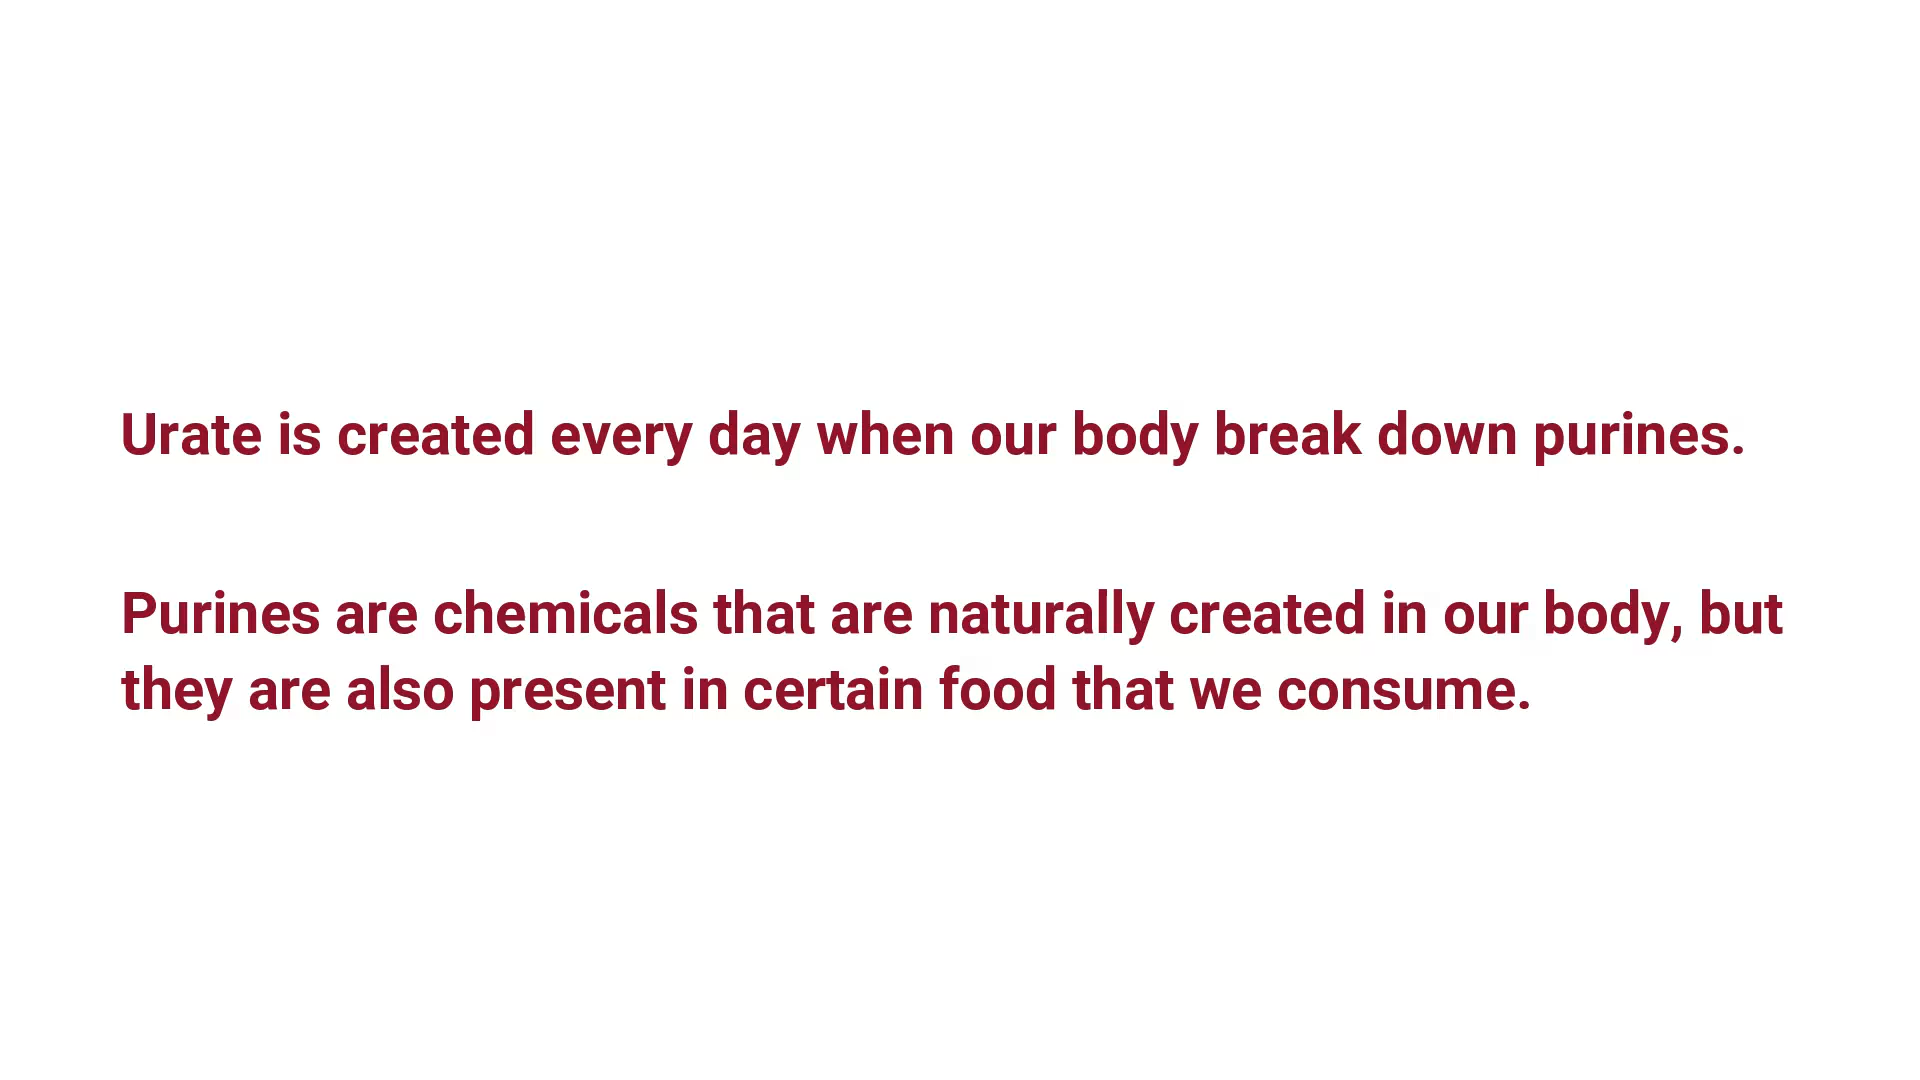 Urate is created every day when our body break down purines.
Purines are chemicals that are naturally created in our body, but
they are also present in certain food that we consume.